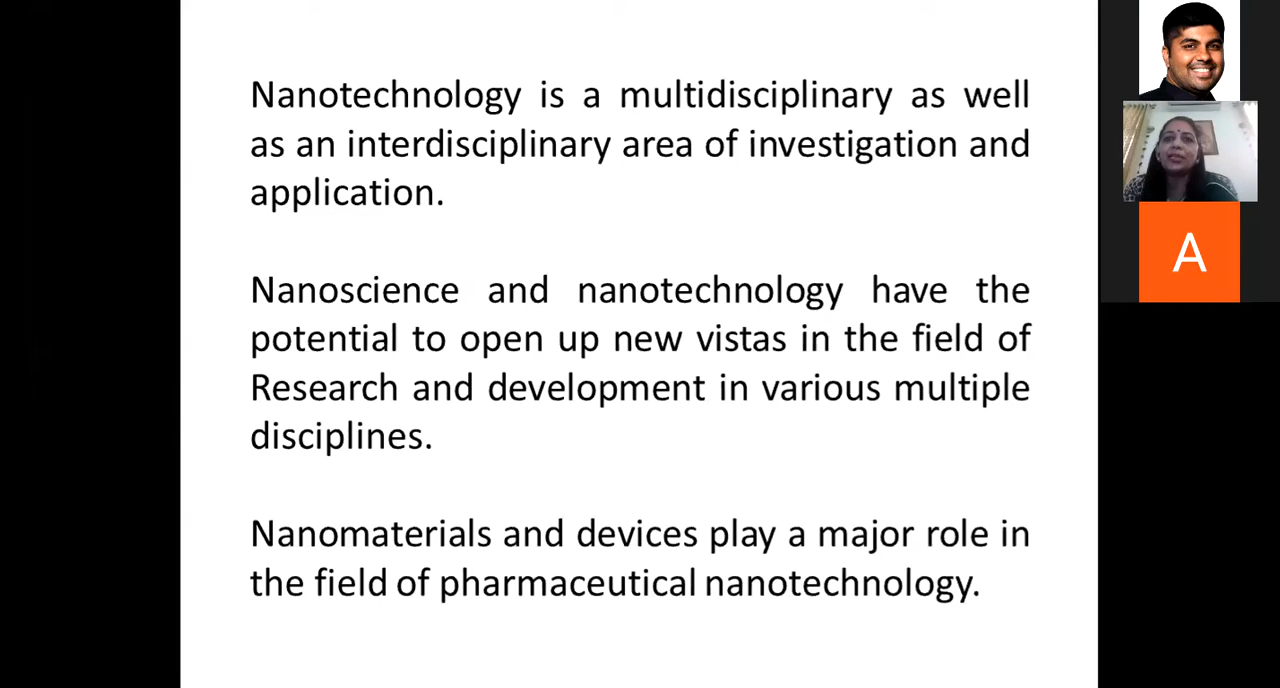 Nanotechnology is a multidisciplinary as well
as an interdisciplinary area of investigation and
application.
Nanoscience and nanotechnology have the
potential to open up new vistas in the field of
Research and development in various multiple
disciplines.
Nanomaterials and devices play a major role in
the field of pharmaceutical nanotechnology.
A